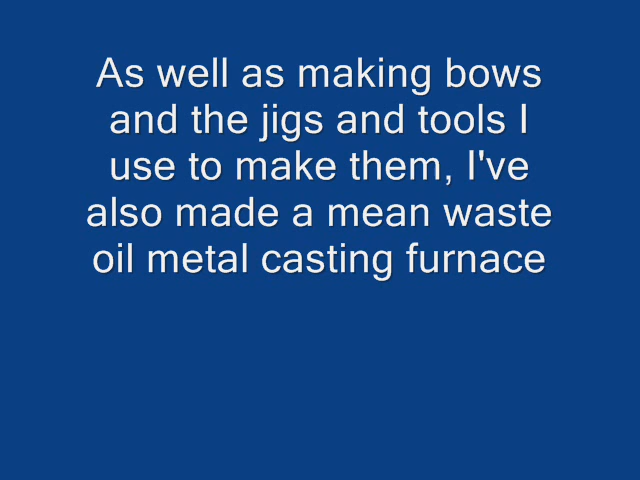 As well as making bows
and the jigs and tools I
use to make them, I've
also made a mean waste
oil metal casting furnace